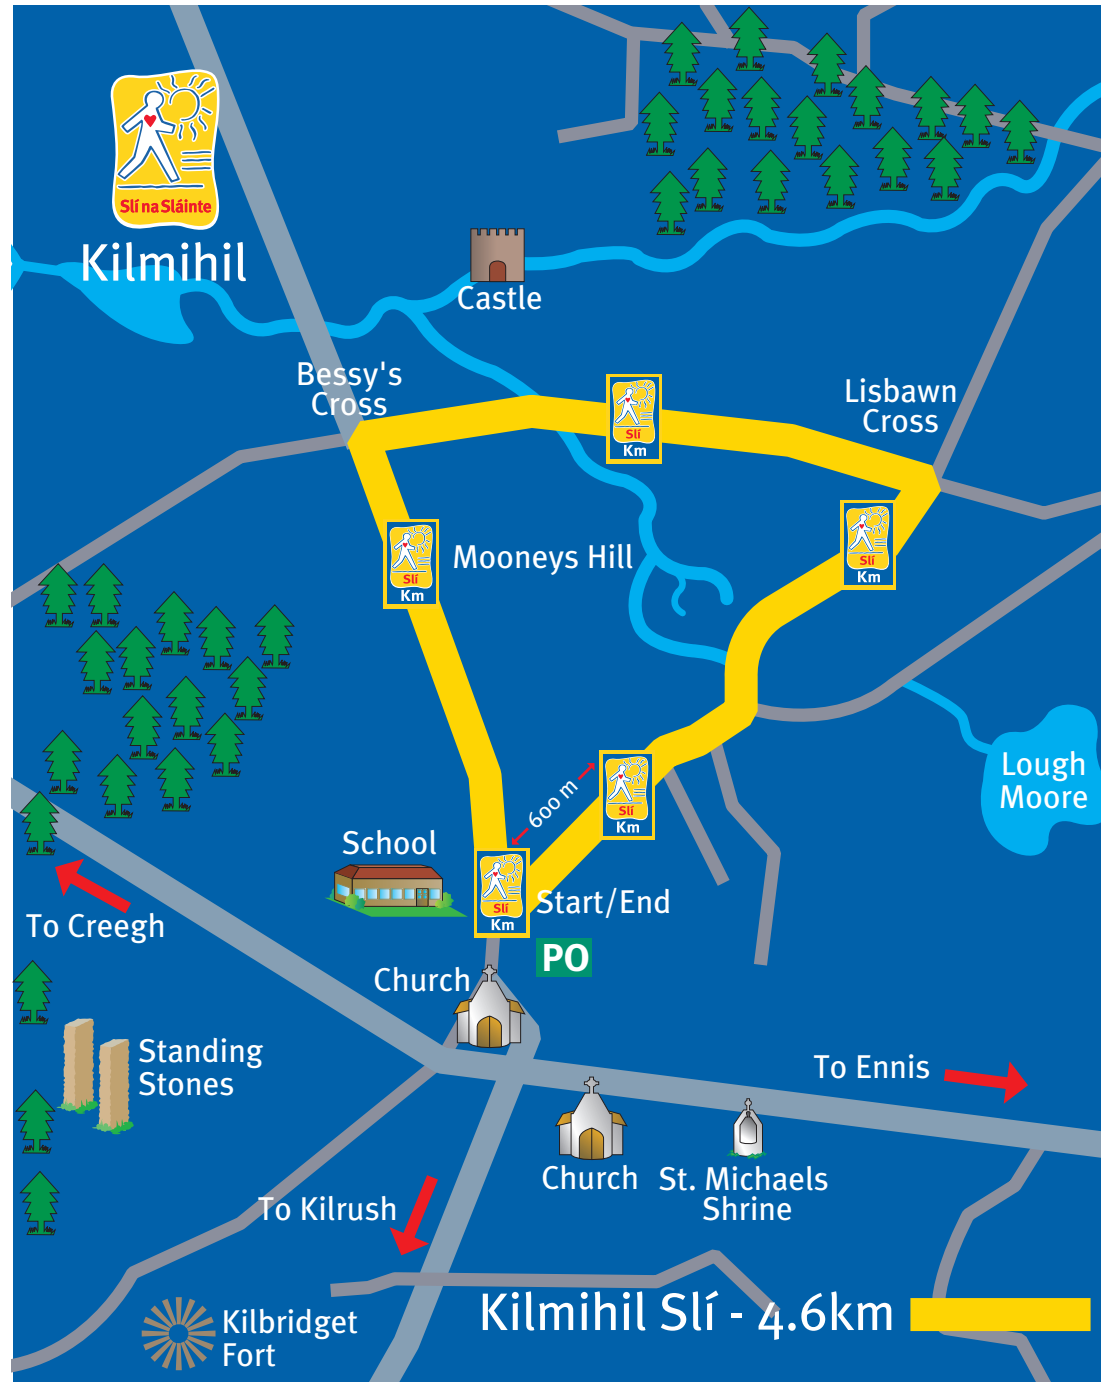 Slí na Sláinte
Kilmihil
Castle
Bessy's
Cross
Lisbawn
Cross
Slí
Km
Slí
Km
Slí
Km
Mooneys Hill
Lough
Moore
600 m
Slí
Km
School
Slí
Km
Start/End
To Creegh
PO
Church
Standing
Stones
To Ennis
Church
St. Michaels
Shrine
To Kilrush
Kilmihil Slí - 4.6km
Kilbridget
Fort